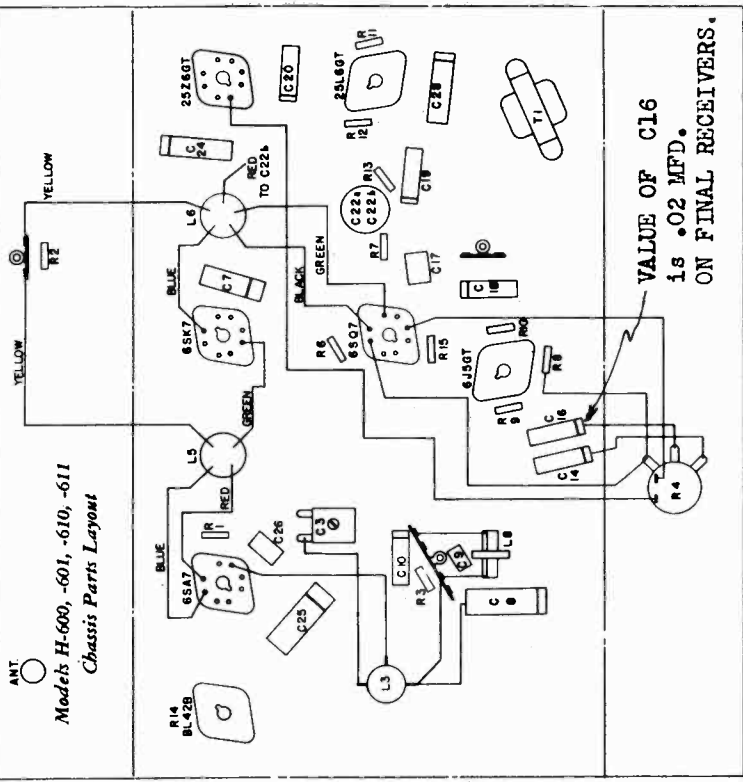 ANT.
Models H-600, -601, -610, -611
Chassis Parts Layout
YELLOW
YELLOW
R2
R14
BL42B
6SA7
BLUE
R1
RED
L5
GREEN
6SK7
BLUE
C7
L6
RED
TO C22b
C24
25Z6GT
C20
R11
25L6GT
R12
C28
T1
C25
C26
C3
BLACK
GREEN
R6
6SQ7
R15
R7
C22a
C22b
R13
C19
C17
C18
L3
C10
R3
C9
L8
C8
6J5GT
R10
R9
R8
C16
C14
R4
VALUE OF C16
is .02 MFD.
ON FINAL RECEIVERS.